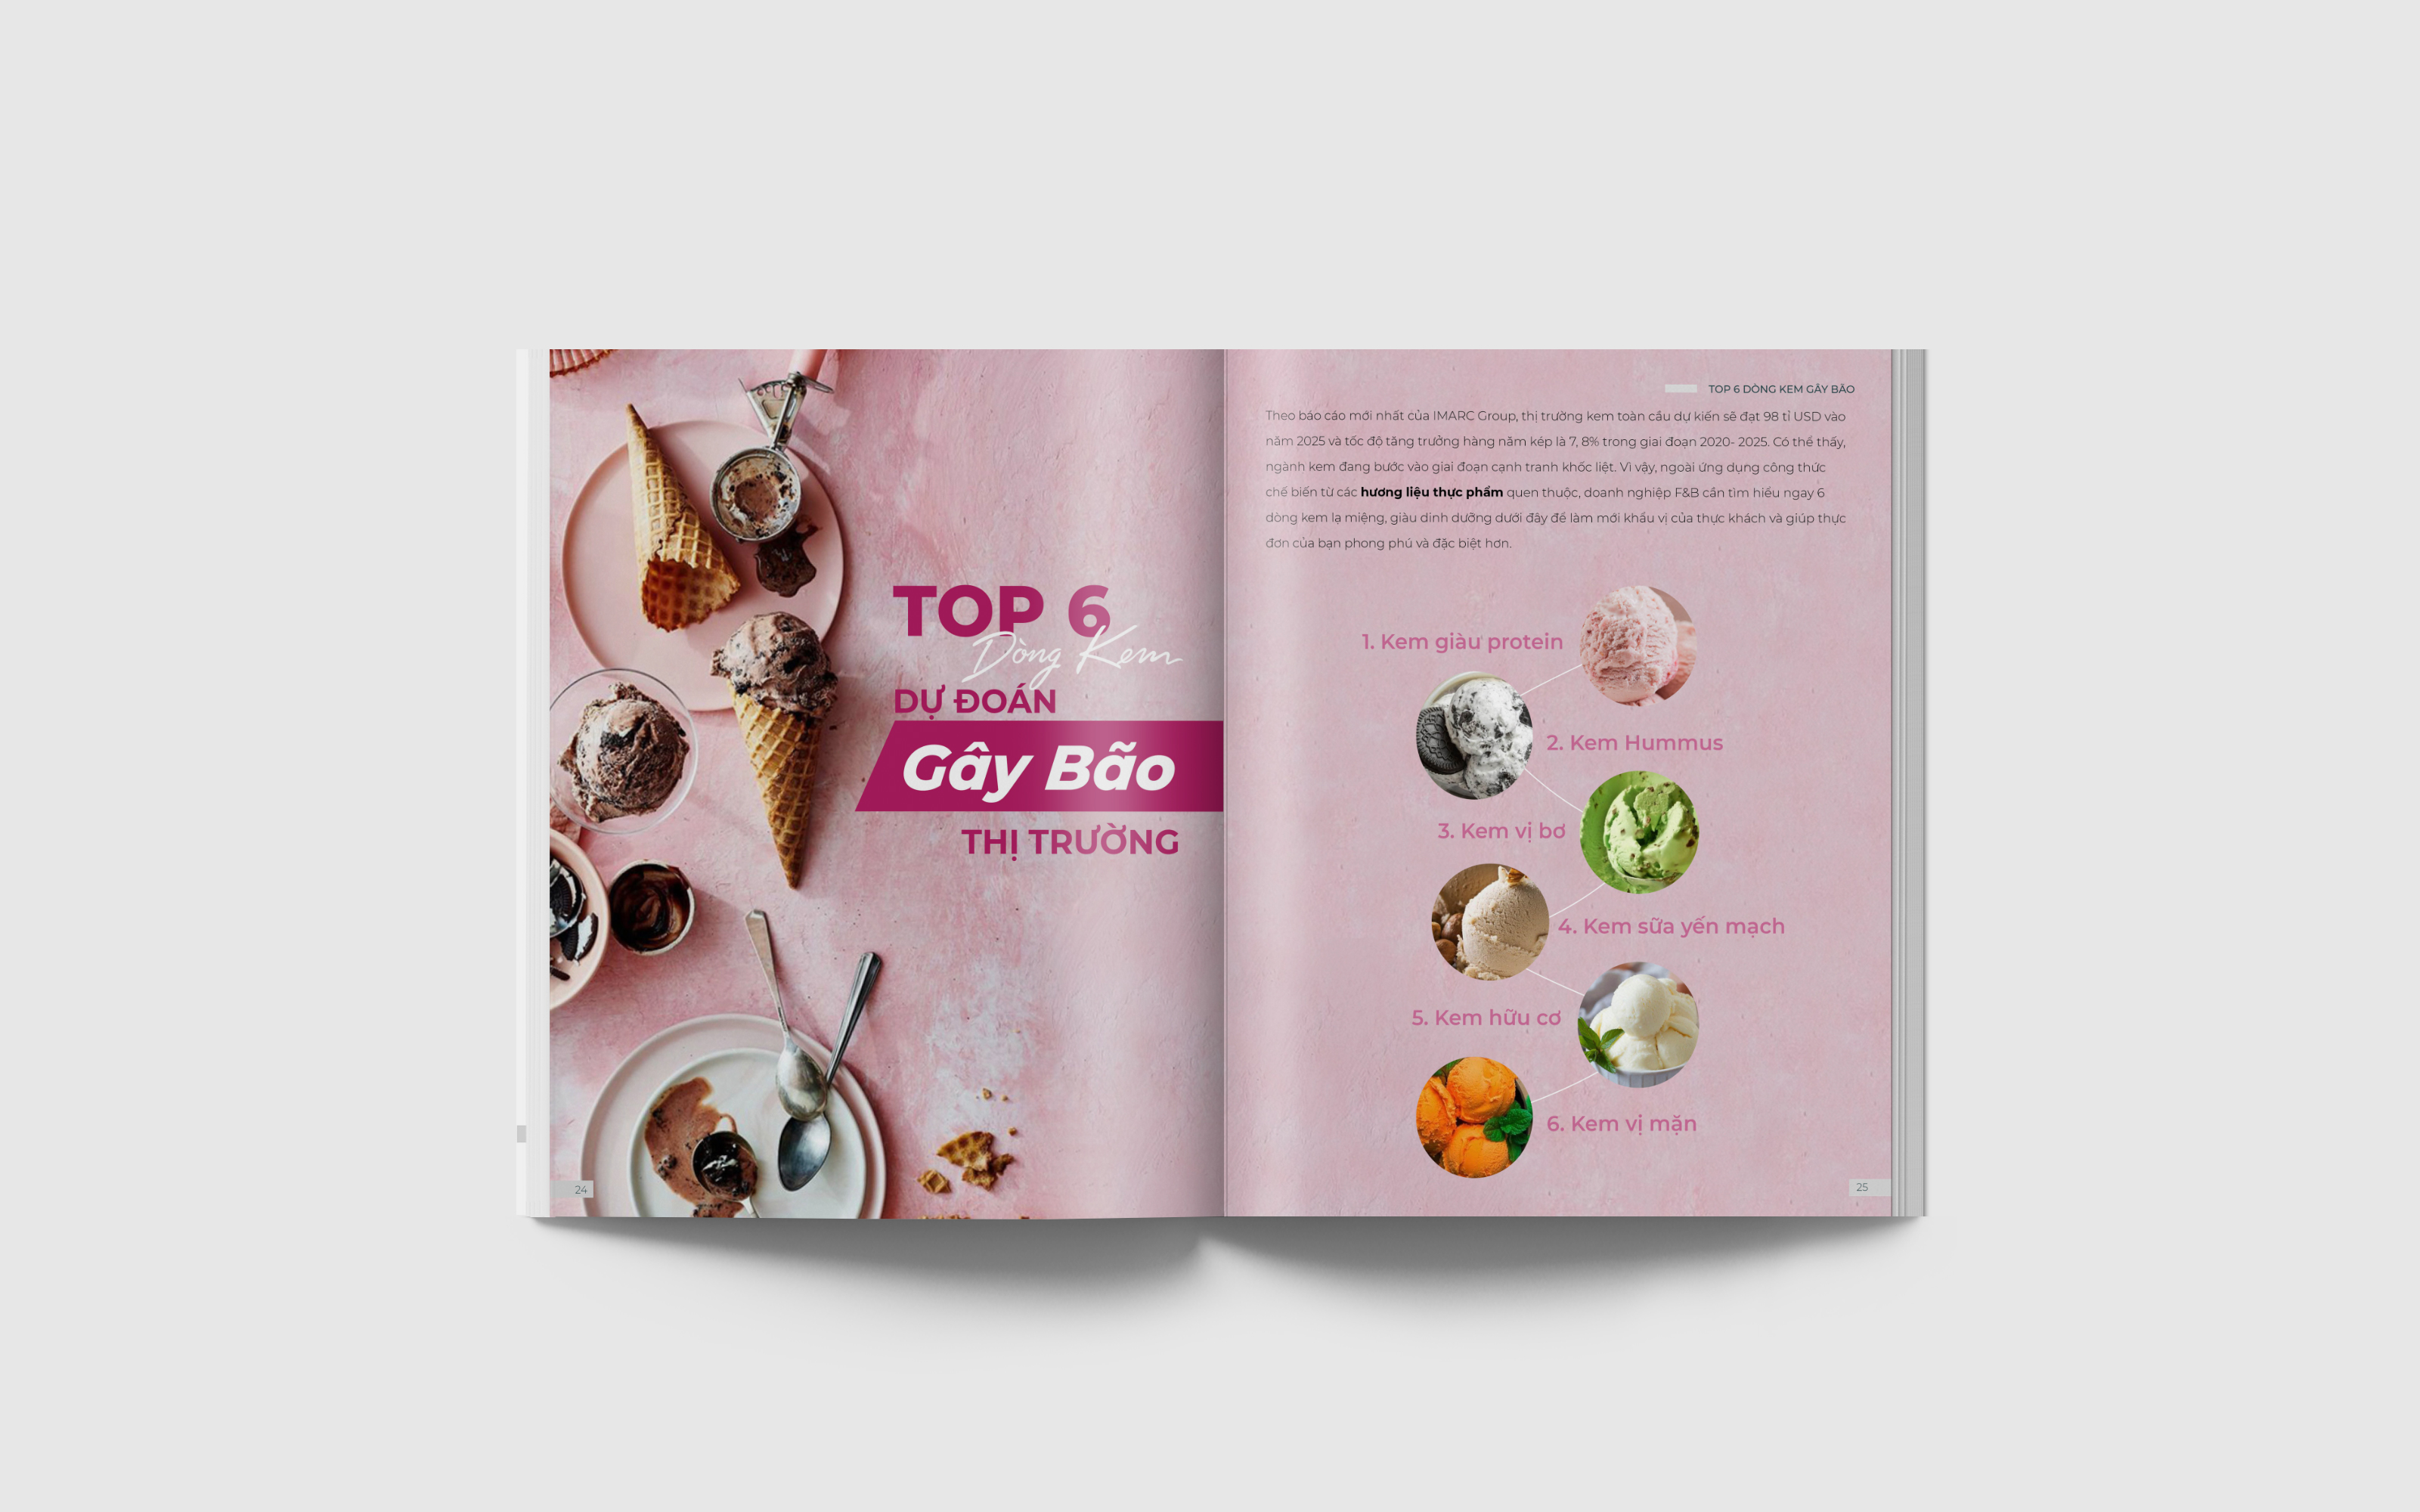 TOP 6
Dòng Kem
DỰ ĐOÁN
Gây Bão
THỊ TRƯỜNG
24
TOP 6 DÒNG KEM GÂY BÃO
Theo báo cáo mới nhất của IMARC Group, thị trường kem toàn cầu dự kiến sẽ đạt 98 tỉ USD vào
năm 2025 và tốc độ tăng trưởng hàng năm kép là 7, 8% trong giai đoạn 2020- 2025. Có thể thấy,
ngành kem đang bước vào giai đoạn cạnh tranh khốc liệt. Vì vậy, ngoài ứng dụng công thức
chế biến từ các hương liệu thực phẩm quen thuộc, doanh nghiệp F&B cần tìm hiểu ngay 6
dòng kem lạ miệng, giàu dinh dưỡng dưới đây để làm mới khẩu vị của thực khách và giúp thực
đơn của bạn phong phú và đặc biệt hơn.
1. Kem giàu protein
2. Kem Hummus
3. Kem vị bơ
4. Kem sữa yến mạch
5. Kem hữu cơ
6. Kem vị mặn
25